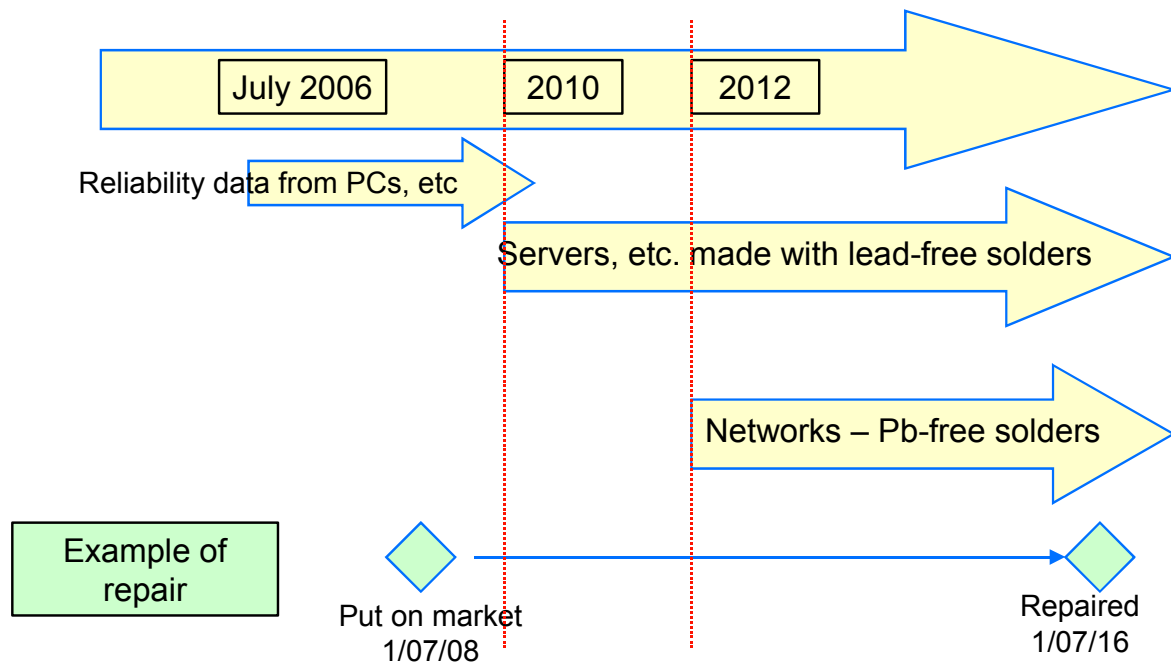 July 2006
2010
2012
Reliability data from PCs, etc
Servers, etc. made with lead-free solders
Networks – Pb-free solders
Example of
repair
Put on market
1/07/08
Repaired
1/07/16